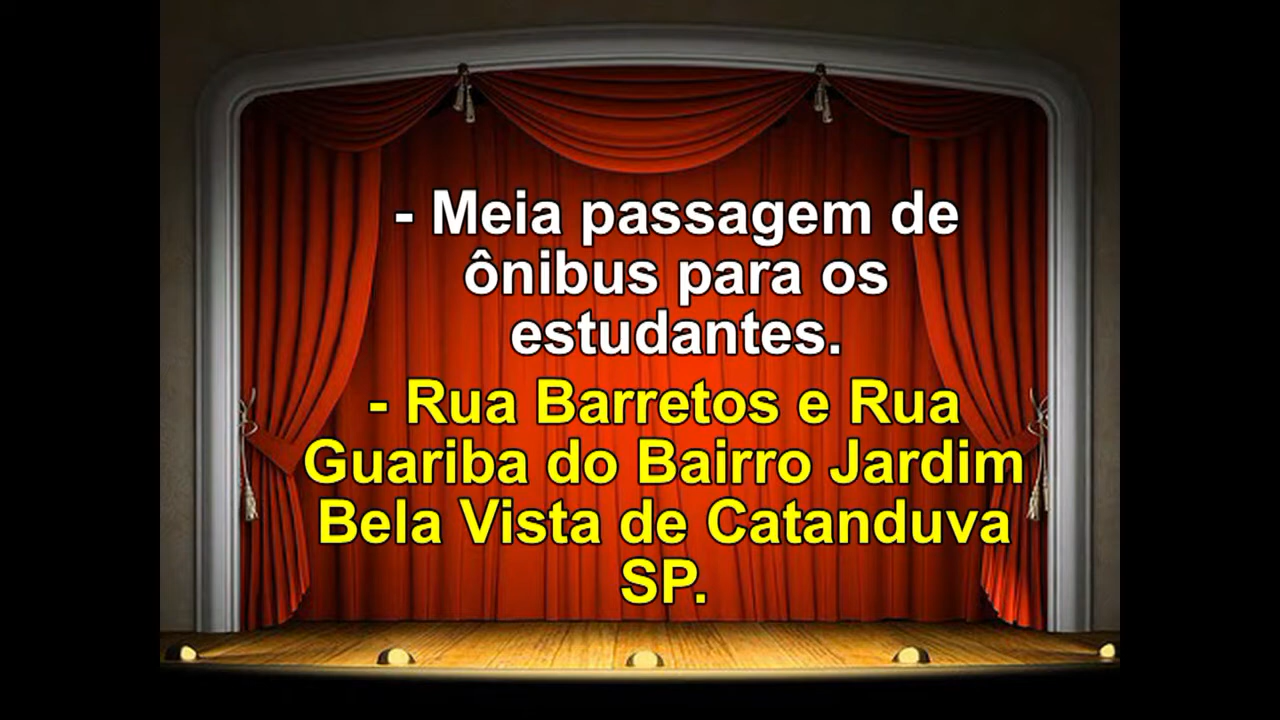 - Meia passagem de
ônibus para os
estudantes.
- Rua Barretos e Rua
Guariba do Bairro Jardim
Bela Vista de Catanduva
SP.